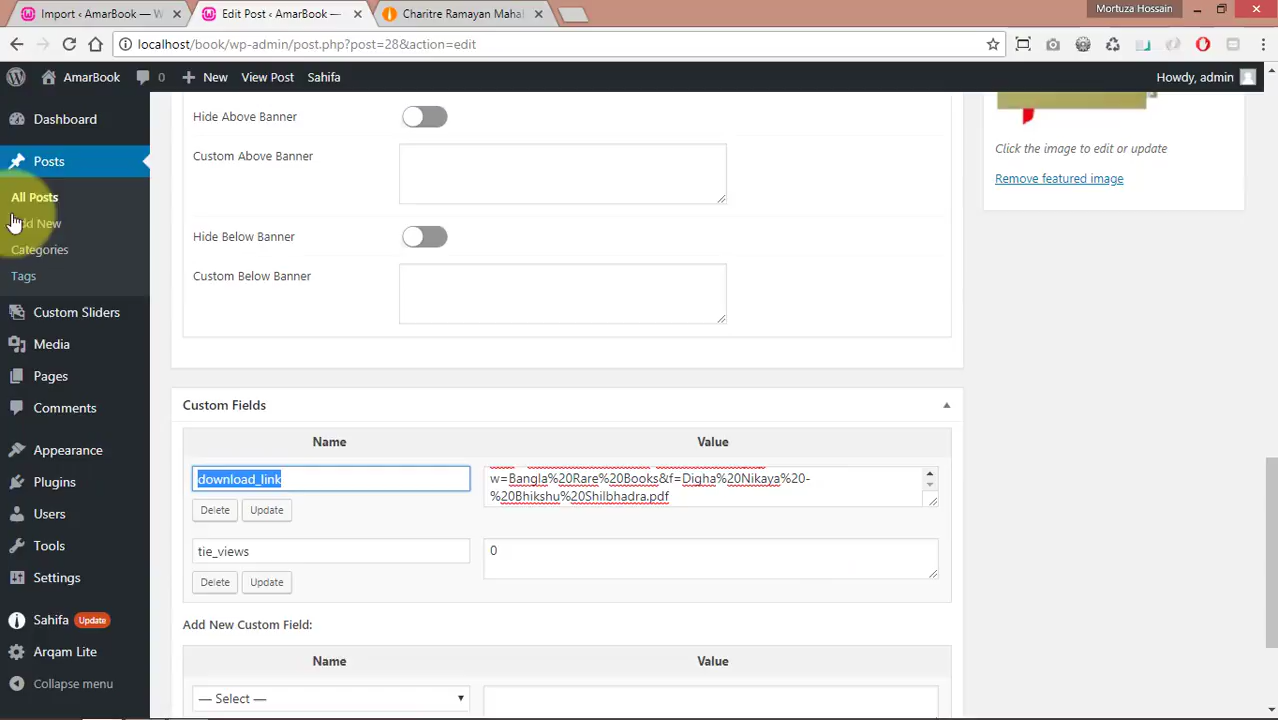 Import ‹ AmarBook — W
Edit Post ‹ AmarBook —
Charitre Ramayan Mahal
Mortuza Hossain
localhost/book/wp-admin/post.php?post=28&action=edit
AmarBook 0 New View Post Sahifa Howdy, admin
Dashboard
Posts
All Posts
Add New
Categories
Tags
Custom Sliders
Media
Pages
Comments
Appearance
Plugins
Users
Tools
Settings
Sahifa Update
Arqam Lite
Collapse menu
Hide Above Banner
Custom Above Banner
Hide Below Banner
Custom Below Banner
Custom Fields
Name Value
download_link
w=Bangla%20Rare%20Books&f=Digha%20Nikaya%20-
%20Bhikshu%20Shilbhadra.pdf
Delete Update
tie_views 0
Delete Update
Add New Custom Field:
Name Value
— Select —
Click the image to edit or update
Remove featured image